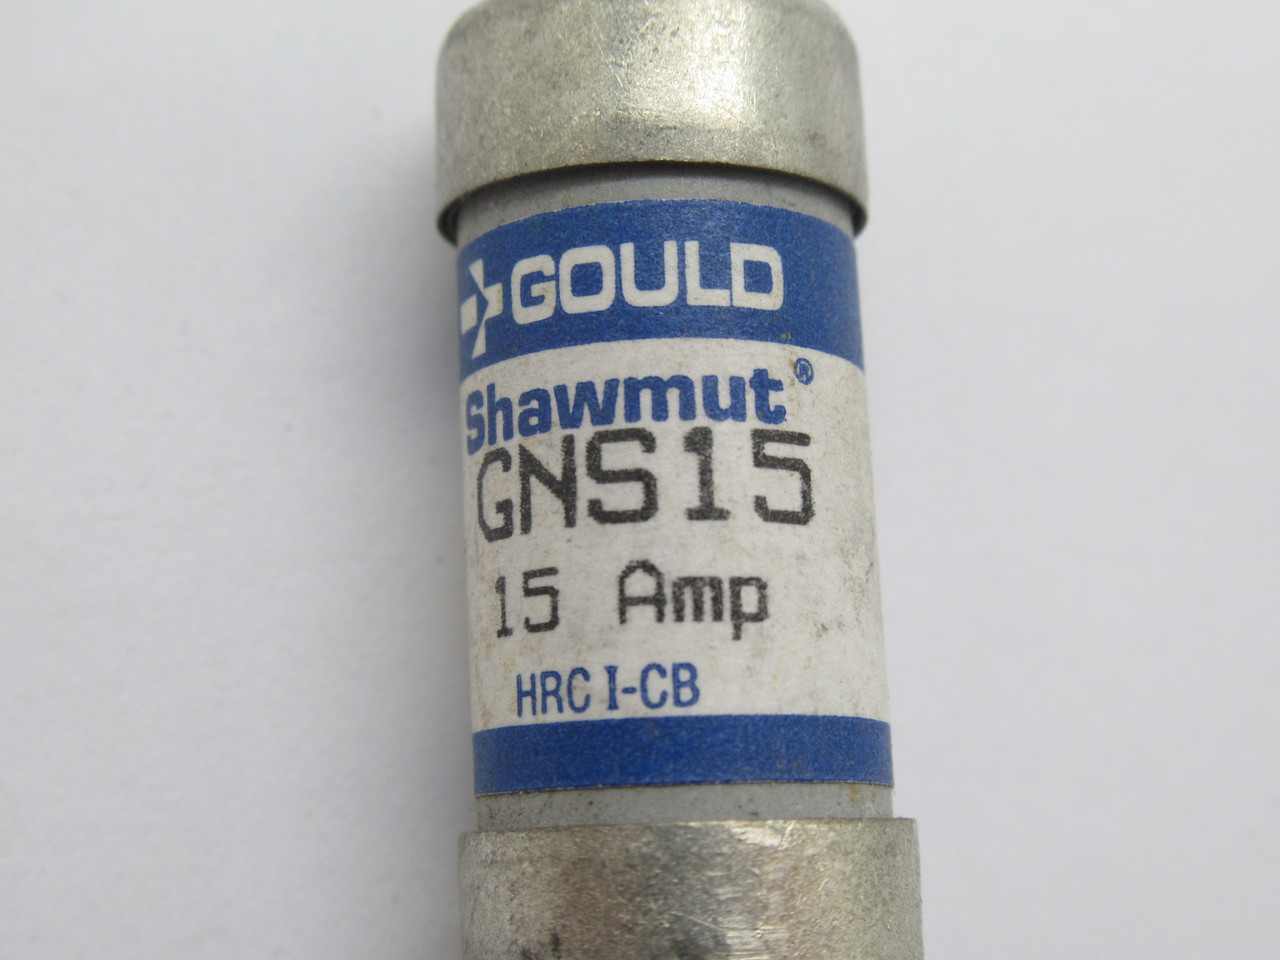 GOULD
Shawmut®
GNS15
15 Amp
HRC I-CB